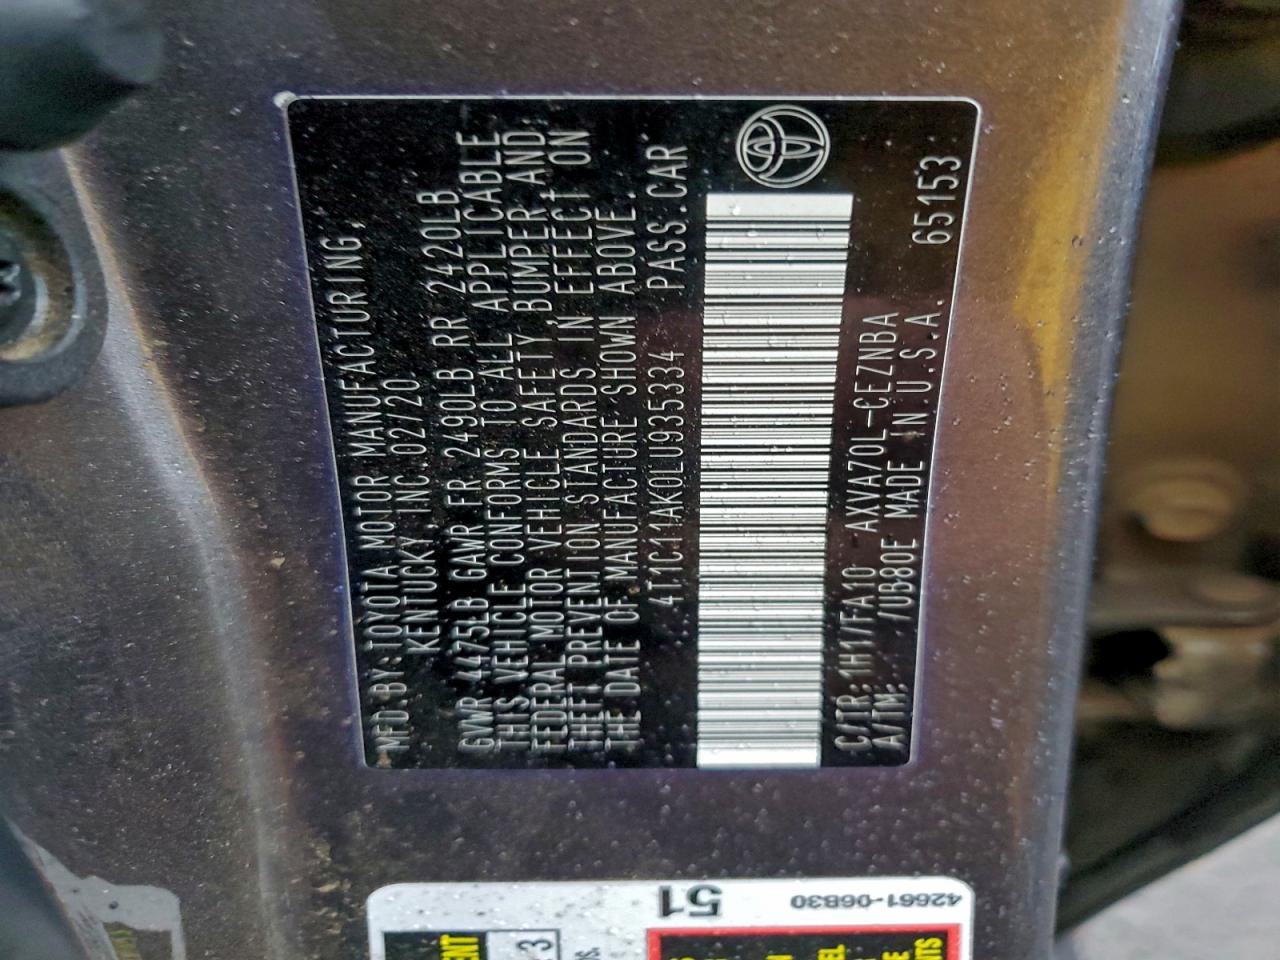 MFD.BY:TOYOTA MOTOR MANUFACTURING,
KENTUCKY, INC. 02/20
GVWR 4475LB GAWR FR 2490LB RR 2420LB
THIS VEHICLE CONFORMS TO ALL APPLICABLE
FEDERAL MOTOR VEHICLE SAFETY, BUMPER AND
THEFT PREVENTION STANDARDS IN EFFECT ON
THE DATE OF MANUFACTURE SHOWN ABOVE.
4T1C11AK0LU935334 PASS.CAR
C/TR: 1H1/FA10 AXVA70L-CEZNBA
A/TM: /UB80E MADE IN U.S.A. 65153
51
42661-06B30